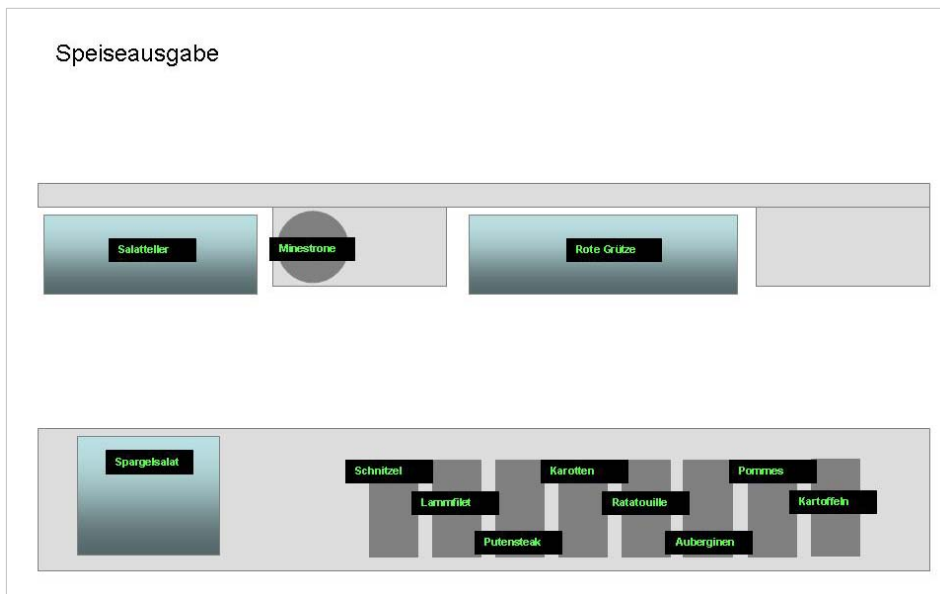 Speiseausgabe
Salatteller
Minestrone
Rote Grütze
Spargelsalat
Schnitzel
Lammfilet
Putensteak
Karotten
Ratatouille
Auberginen
Pommes
Kartoffeln